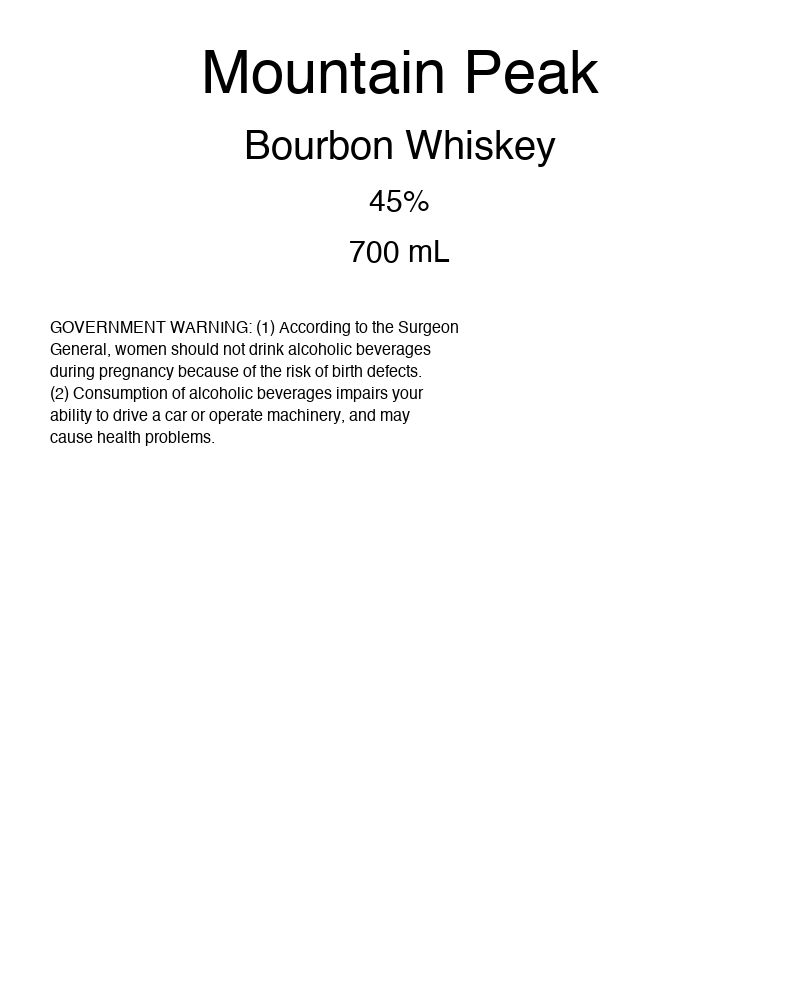 Mountain Peak
Bourbon Whiskey
45%
700 mL
GOVERNMENT WARNING: (1) According to the Surgeon
General, women should not drink alcoholic beverages
during pregnancy because of the risk of birth defects.
(2) Consumption of alcoholic beverages impairs your
ability to drive a car or operate machinery, and may
cause health problems.